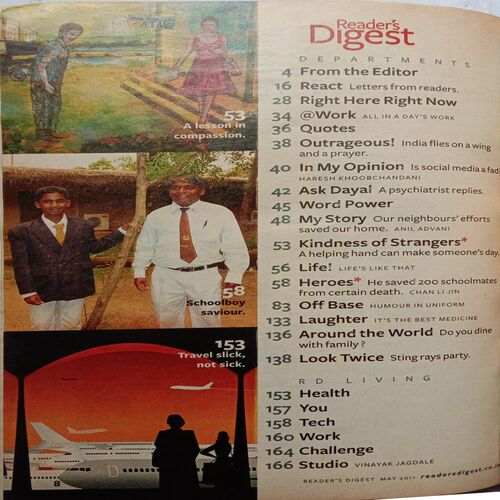 53
A lesson in
compassion.
58
Schoolboy
saviour.
153
Travel slick,
not sick.
Reader's
Digest
DEPARTMENTS
4 From the Editor
16 React Letters from readers.
28 Right Here Right Now
34 @Work ALL IN A DAY'S WORK
36 Quotes
38 Outrageous! India flies on a wing
and a prayer.
40 In My Opinion Is social media a fad
HARESH KHOOBCHANDANI
42 Ask Daya! A psychiatrist replies.
45 Word Power
48 My Story Our neighbours' efforts
saved our home. ANIL ADVANI
53 Kindness of Strangers*
A helping hand can make someone's day.
56 Life! LIFE'S LIKE THAT
58 Heroes* He saved 200 schoolmates
from certain death. CHAN LI JIN
83 Off Base HUMOUR IN UNIFORM
133 Laughter IT'S THE BEST MEDICINE
136 Around the World Do you dine
with family?
138 Look Twice Sting rays party.
RD LIVING
153 Health
157 You
158 Tech
160 Work
164 Challenge
166 Studio VINAYAK JAGDALE
READER'S DIGEST MAY 2011 readersdigest.co.